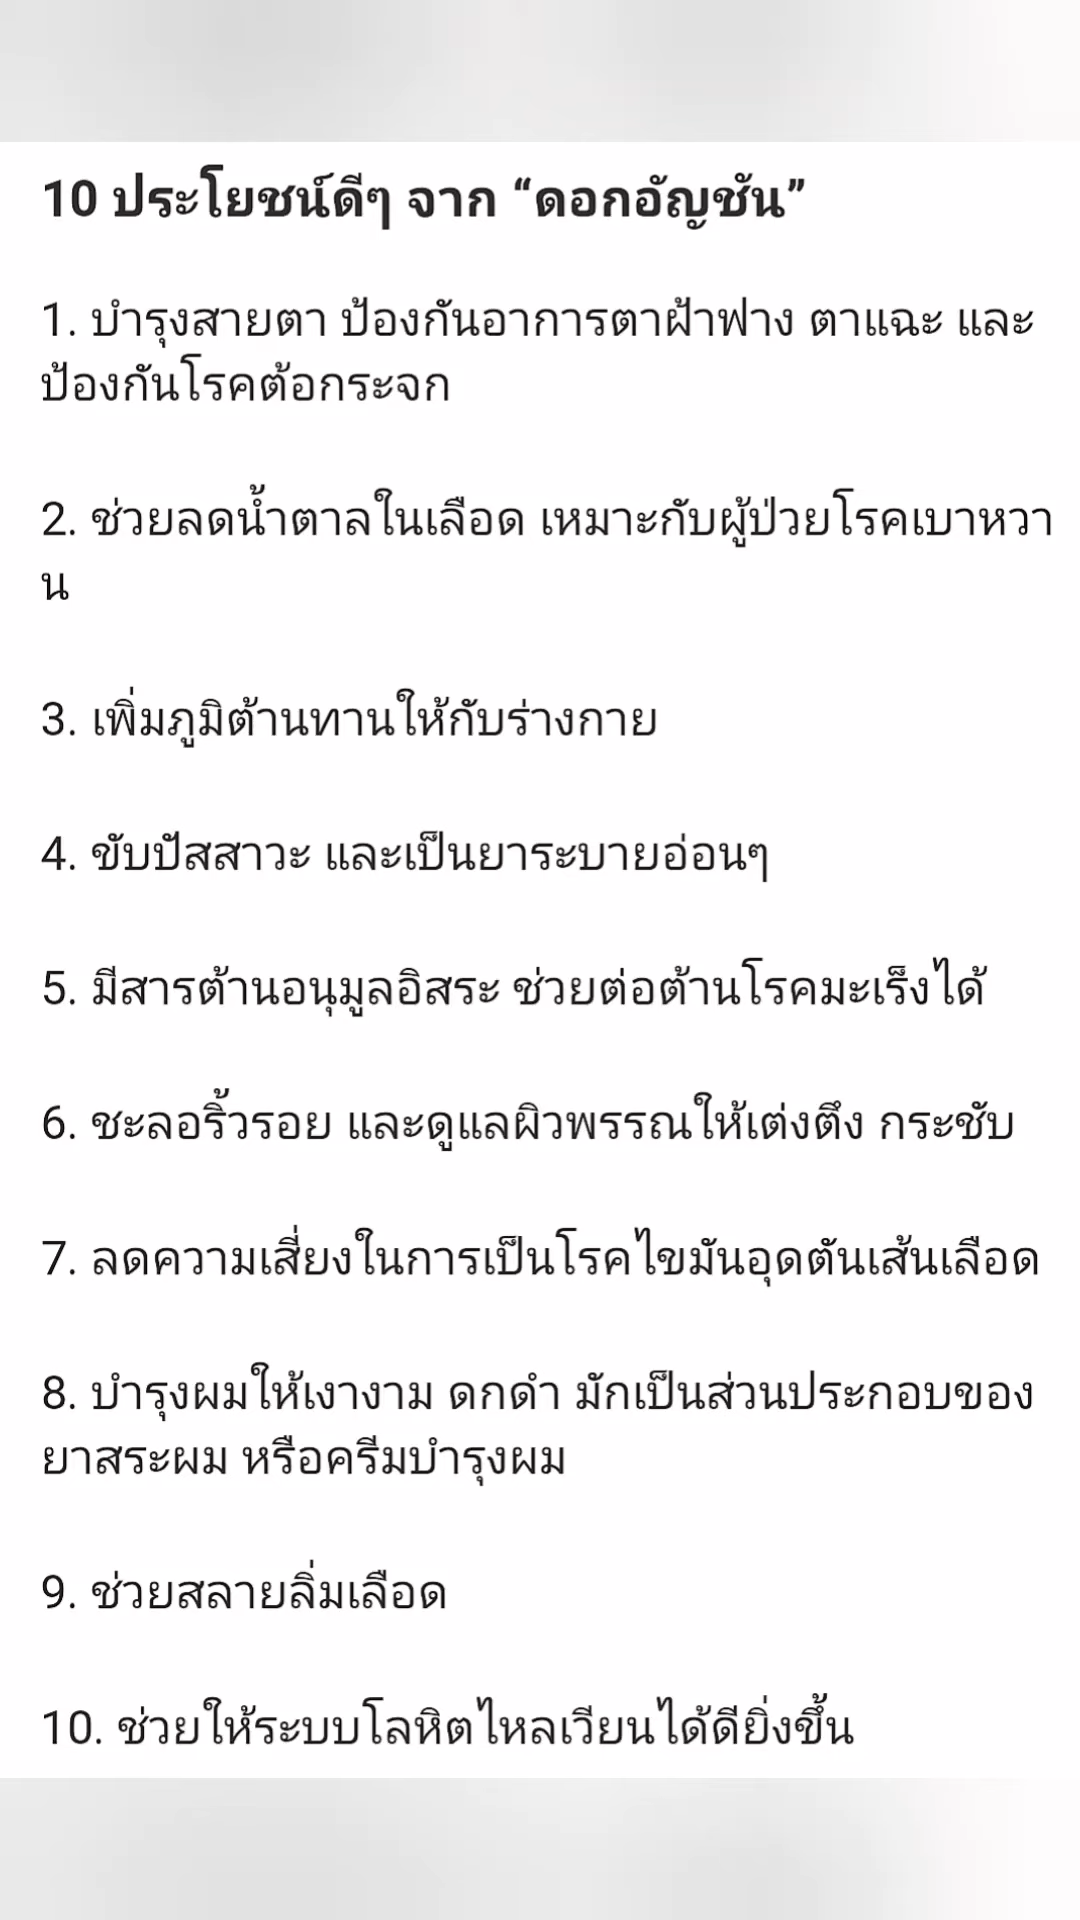 10 ประโยชน์ดีๆ จาก “ดอกอัญชัน”
1. บำรุงสายตา ป้องกันอาการตาฝ้าฟาง ตาแฉะ และ
ป้องกันโรคต้อกระจก
2. ช่วยลดน้ำตาลในเลือด เหมาะกับผู้ป่วยโรคเบาหวา
น
3. เพิ่มภูมิต้านทานให้กับร่างกาย
4. ขับปัสสาวะ และเป็นยาระบายอ่อนๆ
5. มีสารต้านอนุมูลอิสระ ช่วยต่อต้านโรคมะเร็งได้
6. ชะลอริ้วรอย และดูแลผิวพรรณให้เต่งตึง กระชับ
7. ลดความเสี่ยงในการเป็นโรคไขมันอุดตันเส้นเลือด
8. บำรุงผมให้เงางาม ดกดำ มักเป็นส่วนประกอบของ
ยาสระผม หรือครีมบำรุงผม
9. ช่วยสลายลิ่มเลือด
10. ช่วยให้ระบบโลหิตไหลเวียนได้ดียิ่งขึ้น